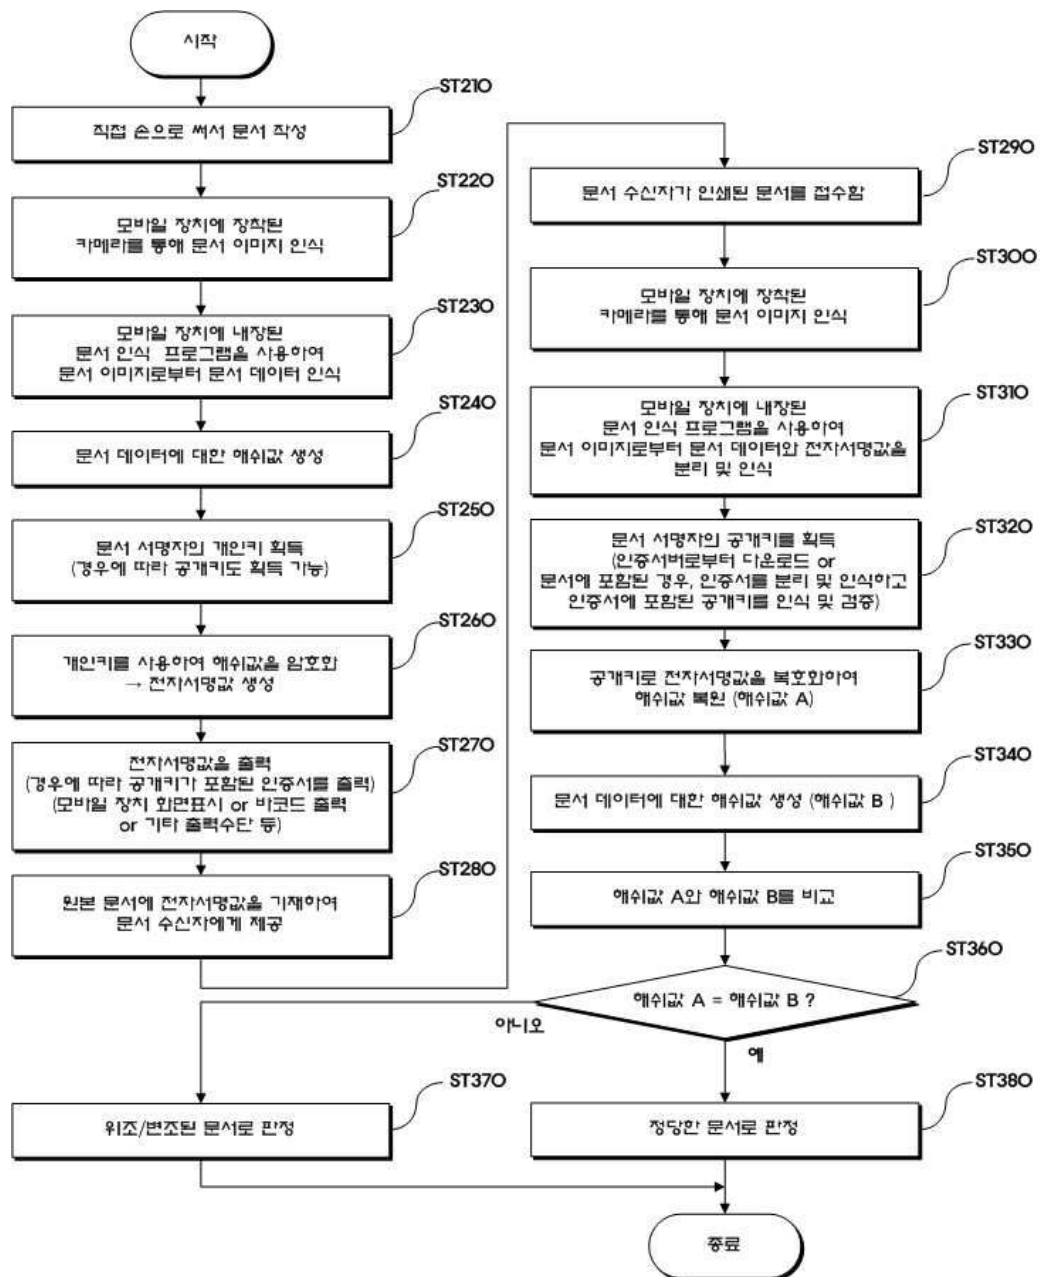 시작
ST210
직접 손으로 써서 문서 작성
ST220
모바일 장치에 장착된
카메라를 통해 문서 이미지 인식
ST230
모바일 장치에 내장된
문서 인식 프로그램을 사용하여
문서 이미지로부터 문서 데이터 인식
ST240
문서 데이터에 대한 해쉬값 생성
ST250
문서 서명자의 개인키 획득
(경우에 따라 공개키도 획득 가능)
ST260
개인키를 사용하여 해쉬값을 암호화
→ 전자서명값 생성
ST270
전자서명값을 출력
(경우에 따라 공개키가 포함된 인증서를 출력)
(모바일 장치 화면표시 or 바코드 출력
or 기타 출력수단 등)
ST280
원본 문서에 전자서명값을 기재하여
문서 수신자에게 제공
ST290
문서 수신자가 인쇄된 문서를 접수함
ST300
모바일 장치에 장착된
카메라를 통해 문서 이미지 인식
ST310
모바일 장치에 내장된
문서 인식 프로그램을 사용하여
문서 이미지로부터 문서 데이터와 전자서명값을
분리 및 인식
ST320
문서 서명자의 공개키를 획득
(인증서버로부터 다운로드 or
문서에 포함된 경우, 인증서를 분리 및 인식하고
인증서에 포함된 공개키를 인식 및 검증)
ST330
공개키로 전자서명값을 복호화하여
해쉬값 복원 (해쉬값 A)
ST340
문서 데이터에 대한 해쉬값 생성 (해쉬값 B )
ST350
해쉬값 A와 해쉬값 B를 비교
ST360
해쉬값 A = 해쉬값 B ?
아니오
예
ST370
위조/변조된 문서로 판정
ST380
정당한 문서로 판정
종료